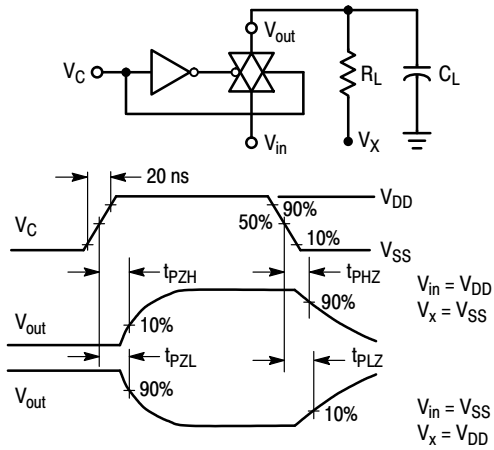 V_out
V_C
R_L
C_L
V_in
V_X
20 ns
V_C
50%
90%
10%
V_DD
V_SS
t_PZH
t_PHZ
V_in = V_DD
V_x = V_SS
V_out
10%
90%
t_PZL
t_PLZ
V_out
90%
10%
V_in = V_SS
V_x = V_DD